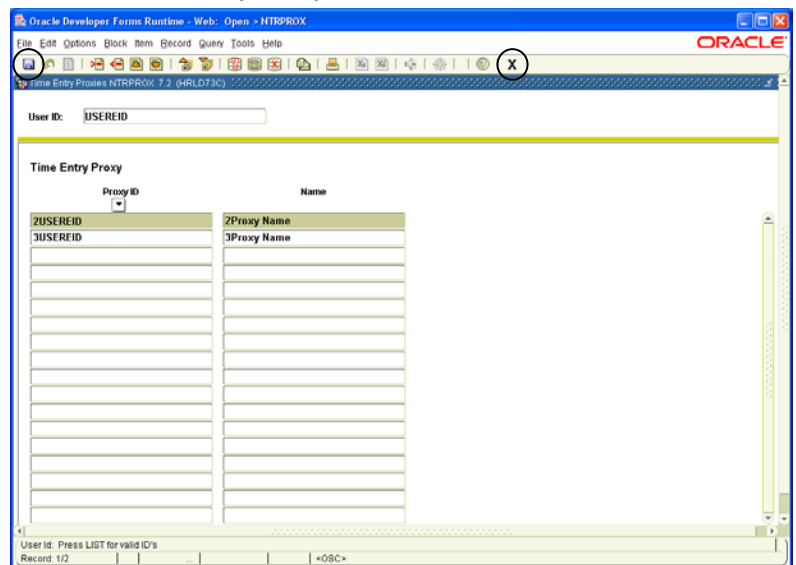 Oracle Developer Forms Runtime - Web: Open > NTRPROX
File Edit Options Block Item Record Query Tools Help
ORACLE
X
Time Entry Proxies NTRPROX 7.2 (HRLD73C)
User ID: USEREID
Time Entry Proxy
Proxy ID Name
2USEREID 2Proxy Name
3USEREID 3Proxy Name
User Id: Press LIST for valid ID's
Record: 1/2 ... <OSC>